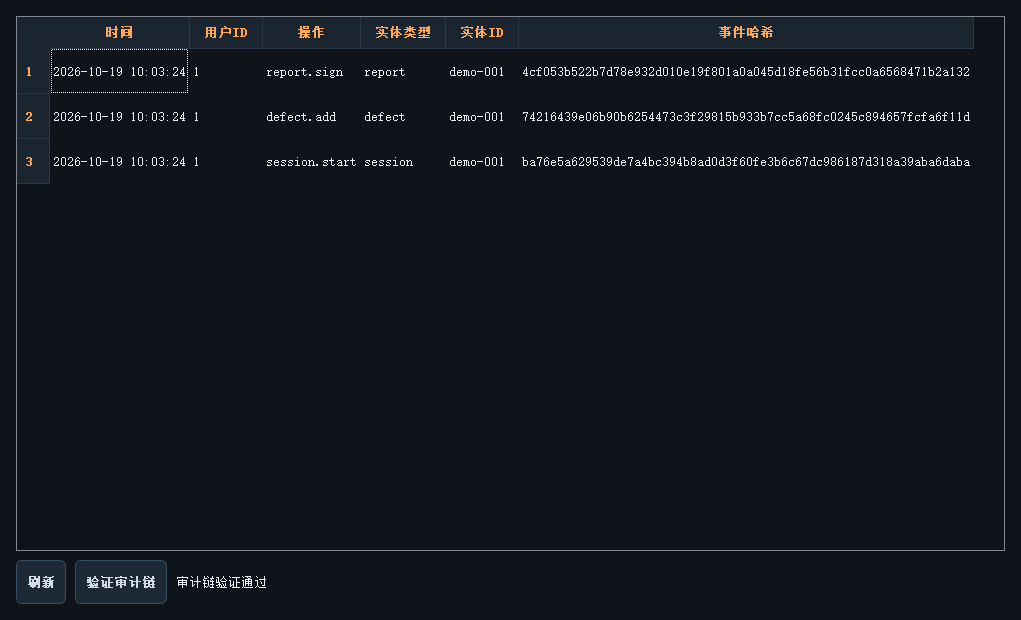 时间 用户ID 操作 实体类型 实体ID 事件哈希
1 2026-10-19 10:03:24 1 report.sign report demo-001 4cf053b522b7d78e932d010e19f801a0a045d18fe56b31fcc0a6568471b2a132
2 2026-10-19 10:03:24 1 defect.add defect demo-001 74216439e06b90b6254473c3f29815b933b7cc5a68fc0245c894657fcfa6f11d
3 2026-10-19 10:03:24 1 session.start session demo-001 ba76e5a629539de7a4bc394b8ad0d3f60fe3b6c67dc986187d318a39aba6daba
刷新 验证审计链 审计链验证通过